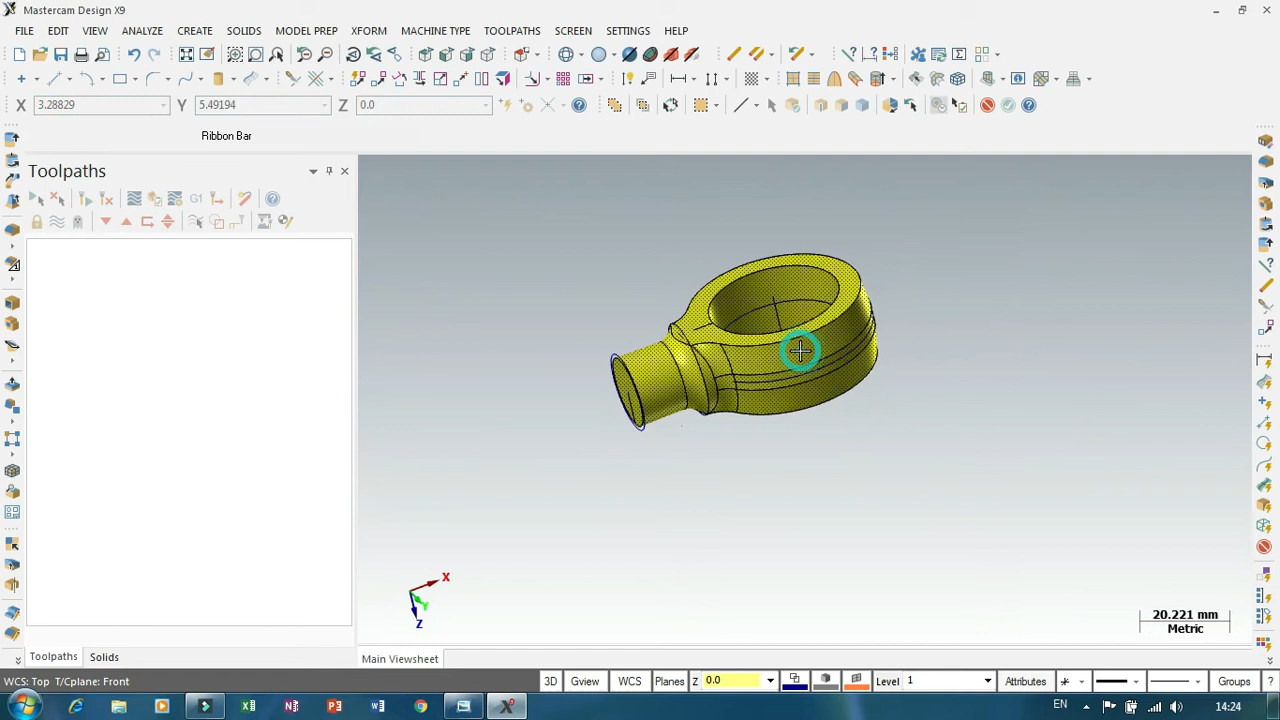 Mastercam Design X9
FILE EDIT VIEW ANALYZE CREATE SOLIDS MODEL PREP XFORM MACHINE TYPE TOOLPATHS SCREEN SETTINGS HELP
X 3.28829 Y 5.49194 Z 0.0
Ribbon Bar
Toolpaths
G1
X
Y
Z
20.221 mm
Metric
Toolpaths Solids Main Viewsheet
WCS: Top T/Cplane: Front 3D Gview WCS Planes Z 0.0 Level 1 Attributes Groups
EN 14:24